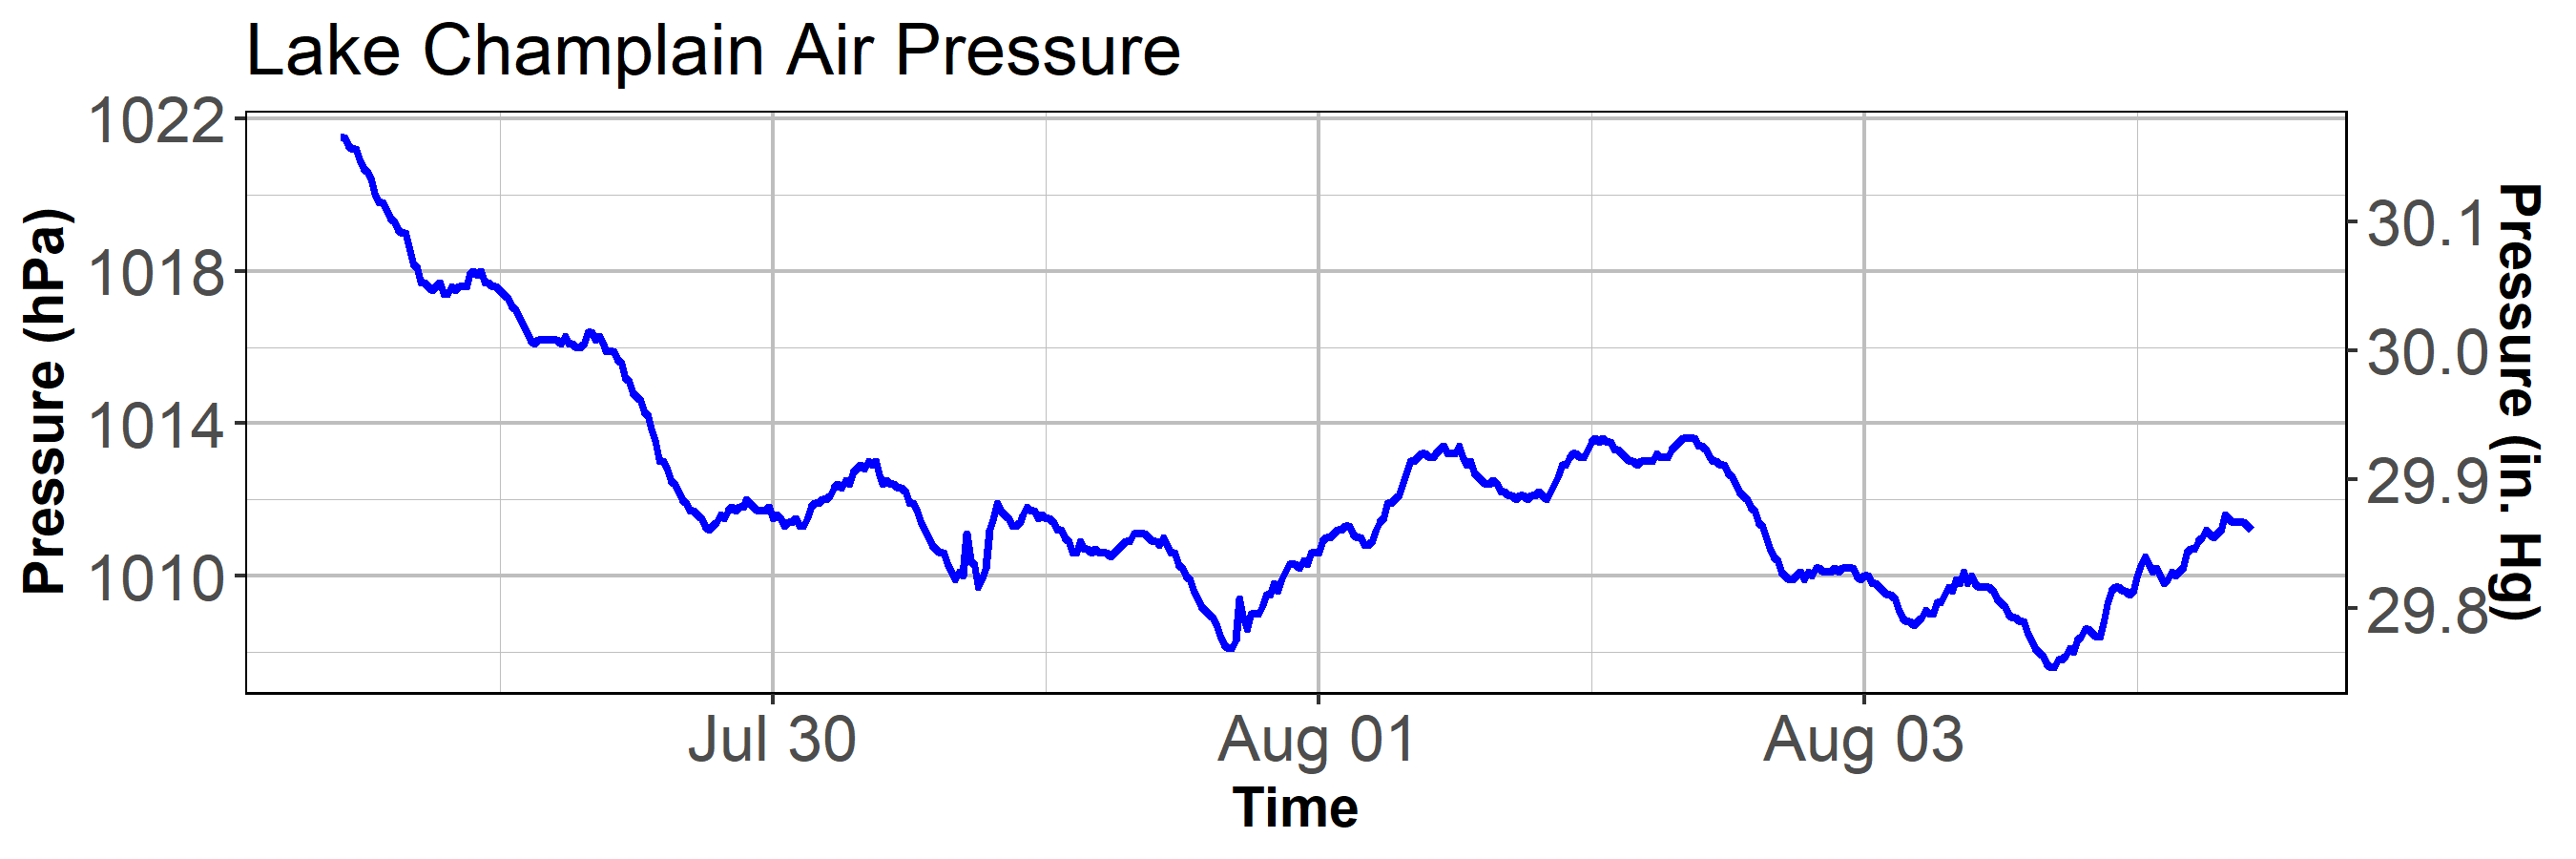 Lake Champlain Air Pressure
1022
1018
1014
1010
Pressure (hPa)
30.1
30.0
29.9
29.8
Pressure (in. Hg)
Jul 30
Aug 01
Aug 03
Time